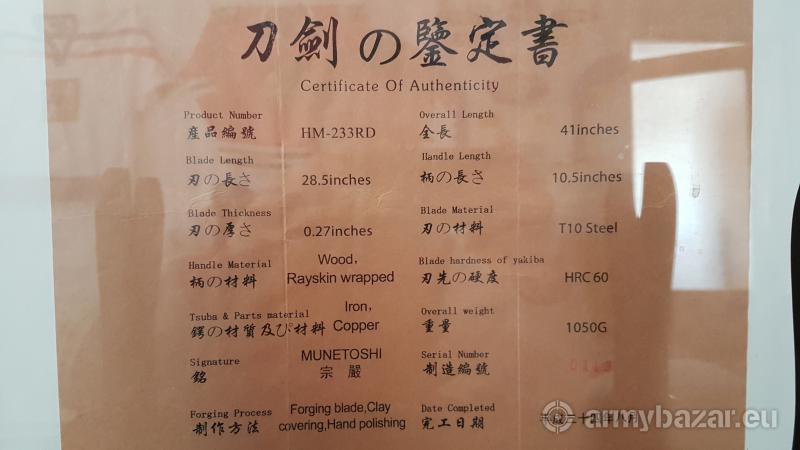 刀劍の鑒定書
Certificate Of Authenticity
Product Number
産品編號
HM-233RD
Overall Length
全長
41inches
Blade Length
刃の長さ
28.5inches
Handle Length
柄の長さ
10.5inches
Blade Thickness
刃の厚さ
0.27inches
Blade Material
刃の材料
T10 Steel
Handle Material
柄の材料
Wood,
Rayskin wrapped
Blade hardness of yakiba
刃先の硬度
HRC60
Tsuba & Parts material
鍔の材質及び材料
Iron,
Copper
Overall weight
重量
1050G
Signature
銘
MUNETOSHI
宗 嚴
Serial Number
制造編號
Forging Process
制作方法
Forging blade,Clay
covering,Hand polishing
Date Completed
完工日期
armybazar.eu